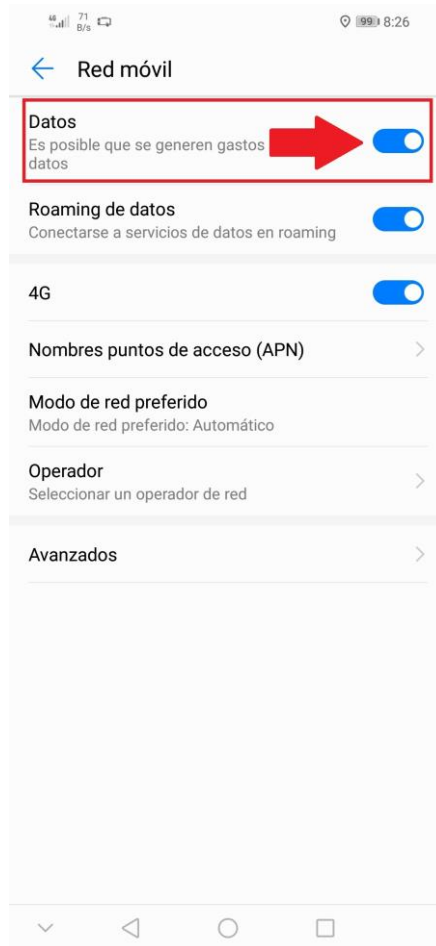 4G 71 B/s 99 8:26
Red móvil
Datos
Es posible que se generen gastos
datos
Roaming de datos
Conectarse a servicios de datos en roaming
4G
Nombres puntos de acceso (APN)
Modo de red preferido
Modo de red preferido: Automático
Operador
Seleccionar un operador de red
Avanzados